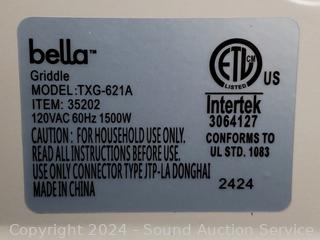 bella™
Griddle
MODEL:TXG-621A
ITEM: 35202
120VAC 60Hz 1500W
CAUTION: FOR HOUSEHOLD USE ONLY.
READ ALL INSTRUCTIONS BEFORE USE.
USE ONLY CONNECTOR TYPE JTP-LA DONGHAI
MADE IN CHINA
ETL CM
LISTED
US
Intertek
3064127
CONFORMS TO
UL STD. 1083
2424
Copyright 2024 - Sound Auction Service